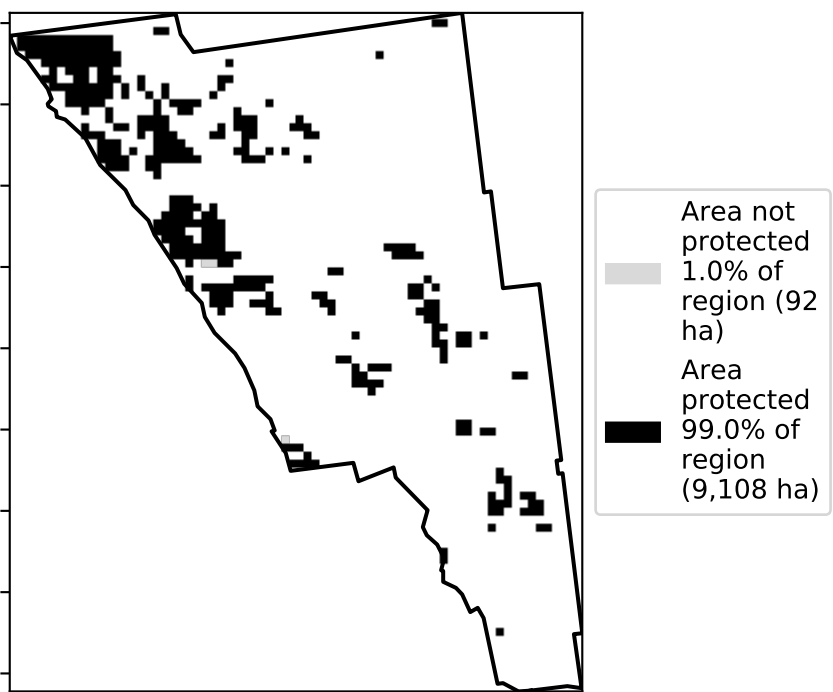 Area not
protected
1.0% of
region (92
ha)
Area
protected
99.0% of
region
(9,108 ha)